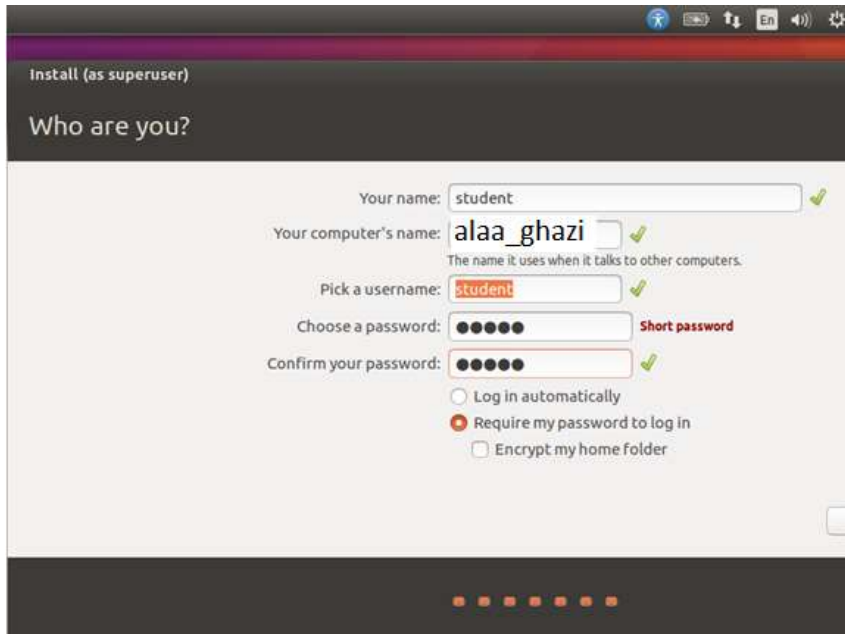 En
Install (as superuser)
Who are you?
Your name: student
Your computer's name: alaa_ghazi
The name it uses when it talks to other computers.
Pick a username: student
Choose a password: ●●●●● Short password
Confirm your password: ●●●●●
Log in automatically
Require my password to log in
Encrypt my home folder